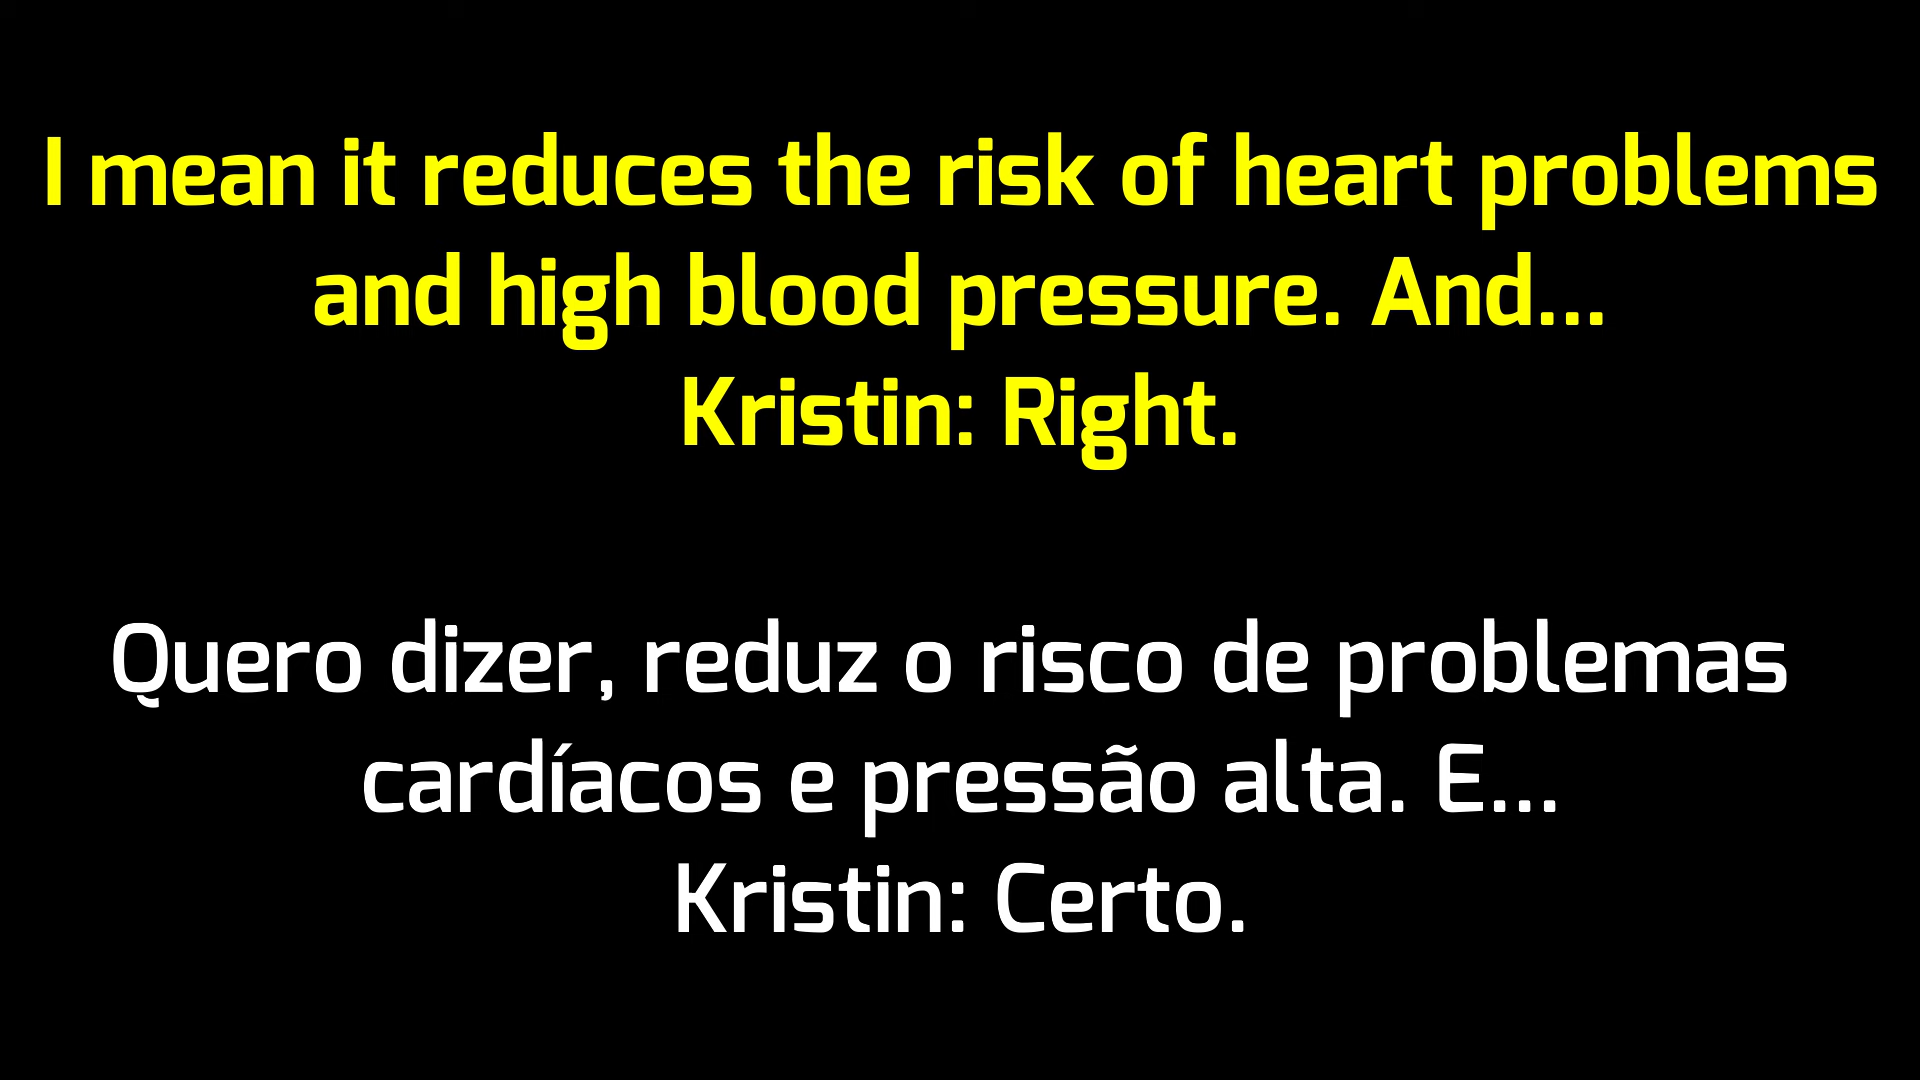 I mean it reduces the risk of heart problems
and high blood pressure. And...
Kristin: Right.
Quero dizer, reduz o risco de problemas
cardíacos e pressão alta. E...
Kristin: Certo.